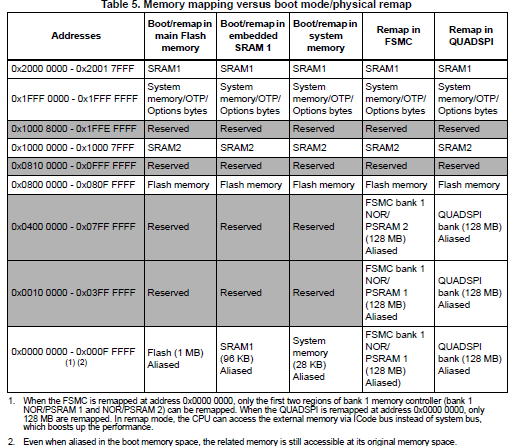 Table 5. Memory mapping versus boot mode/physical remap
Addresses
Boot/remap in
main Flash
memory
Boot/remap in
embedded
SRAM 1
Boot/remap in
system
memory
Remap in
FSMC
Remap in
QUADSPI
0x2000 0000 - 0x2001 7FFF
SRAM1
SRAM1
SRAM1
SRAM1
SRAM1
0x1FFF 0000 - 0x1FFF FFFF
System
memory/OTP/
Options bytes
System
memory/OTP/
Options bytes
System
memory/OTP/
Options bytes
System
memory/OTP/
Options bytes
System
memory/OTP/
Options bytes
0x1000 8000 - 0x1FFE FFFF
Reserved
Reserved
Reserved
Reserved
Reserved
0x1000 0000 - 0x1000 7FFF
SRAM2
SRAM2
SRAM2
SRAM2
SRAM2
0x0810 0000 - 0x0FFF FFFF
Reserved
Reserved
Reserved
Reserved
Reserved
0x0800 0000 - 0x080F FFFF
Flash memory
Flash memory
Flash memory
Flash memory
Flash memory
0x0400 0000 - 0x07FF FFFF
Reserved
Reserved
Reserved
FSMC bank 1
NOR/
PSRAM 2
(128 MB)
Aliased
QUADSPI
bank (128 MB)
Aliased
0x0010 0000 - 0x03FF FFFF
Reserved
Reserved
Reserved
FSMC bank 1
NOR/
PSRAM 1
(128 MB)
Aliased
QUADSPI
bank (128 MB)
Aliased
0x0000 0000 - 0x000F FFFF
(1) (2)
Flash (1 MB)
Aliased
SRAM1
(96 KB)
Aliased
System
memory
(28 KB)
Aliased
FSMC bank 1
NOR/
PSRAM 1
(128 MB)
Aliased)
QUADSPI
bank (128 MB)
Aliased
1. When the FSMC is remapped at address 0x0000 0000, only the first two regions of bank 1 memory controller (bank 1
NOR/PSRAM 1 and NOR/PSRAM 2) can be remapped. When the QUADSPI is remapped at address 0x0000 0000, only
128 MB are remapped. In remap mode, the CPU can access the external memory via ICode bus instead of system bus,
which boosts up the performance.
2. Even when aliased in the boot memory space, the related memory is still accessible at its original memory space.